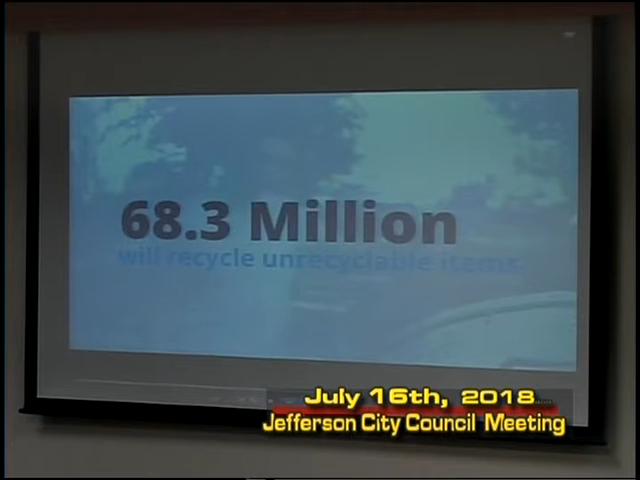 68.3 Million
will recycle unrecyclable items.
July 16th, 2018
Jefferson City Council Meeting